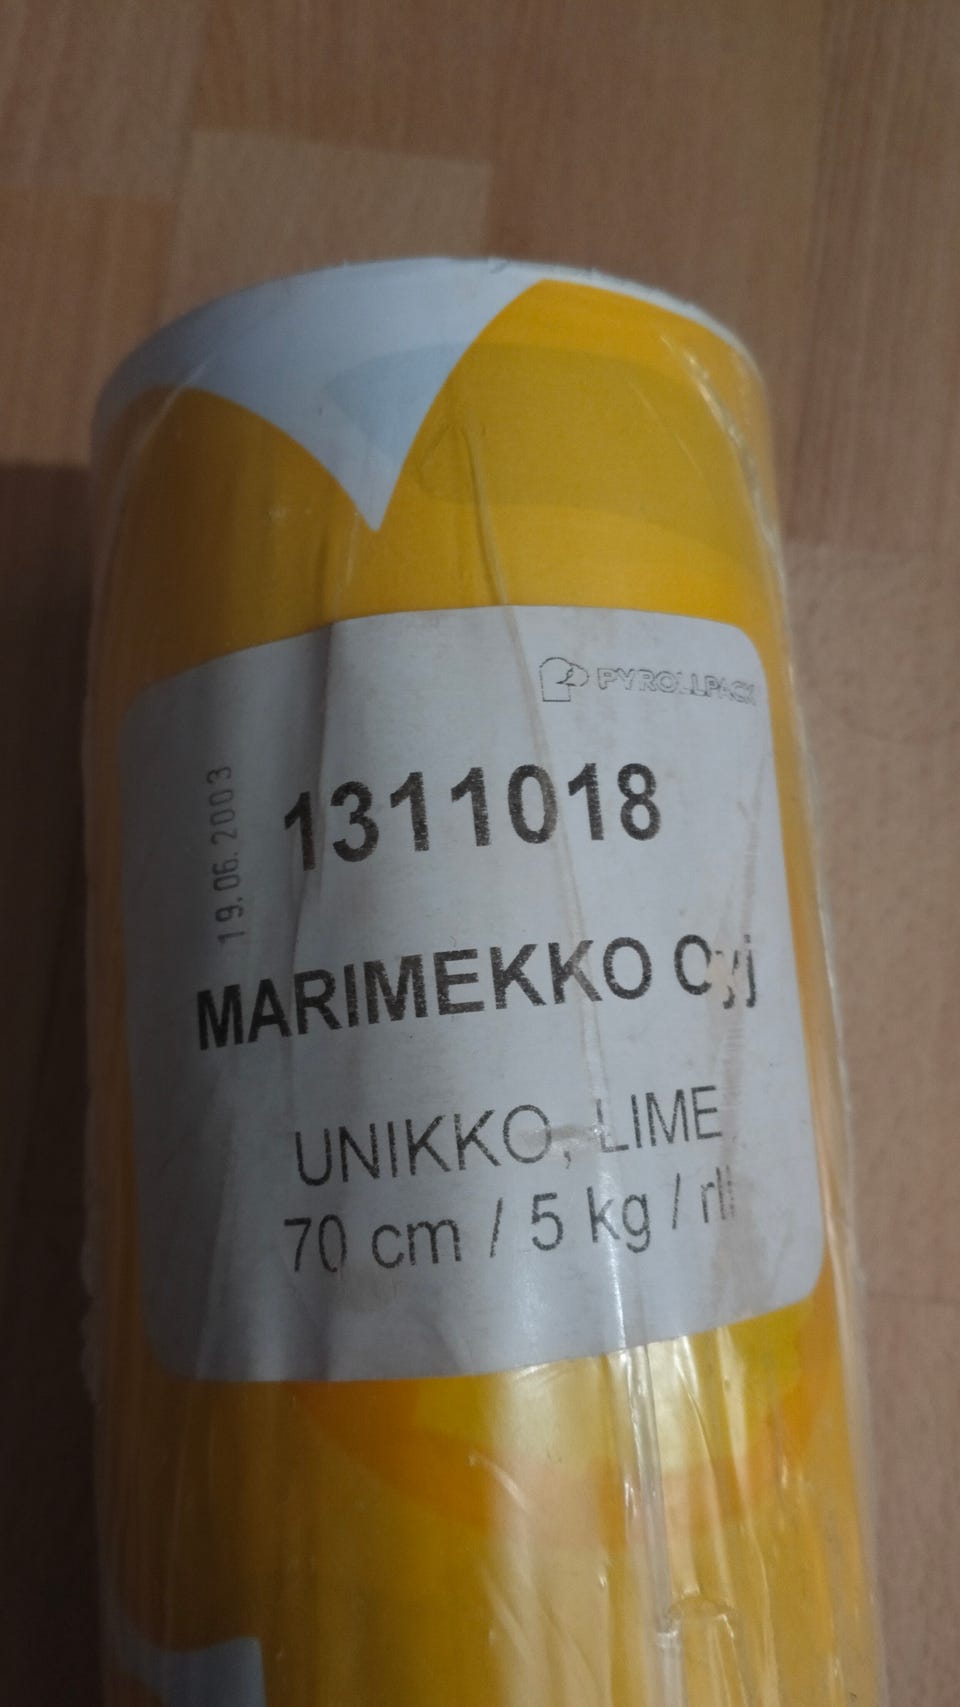 PYROLLPACK
19.06.2003
1311018
MARIMEKKO Oyj
UNIKKO, LIME
70 cm / 5 kg / rll